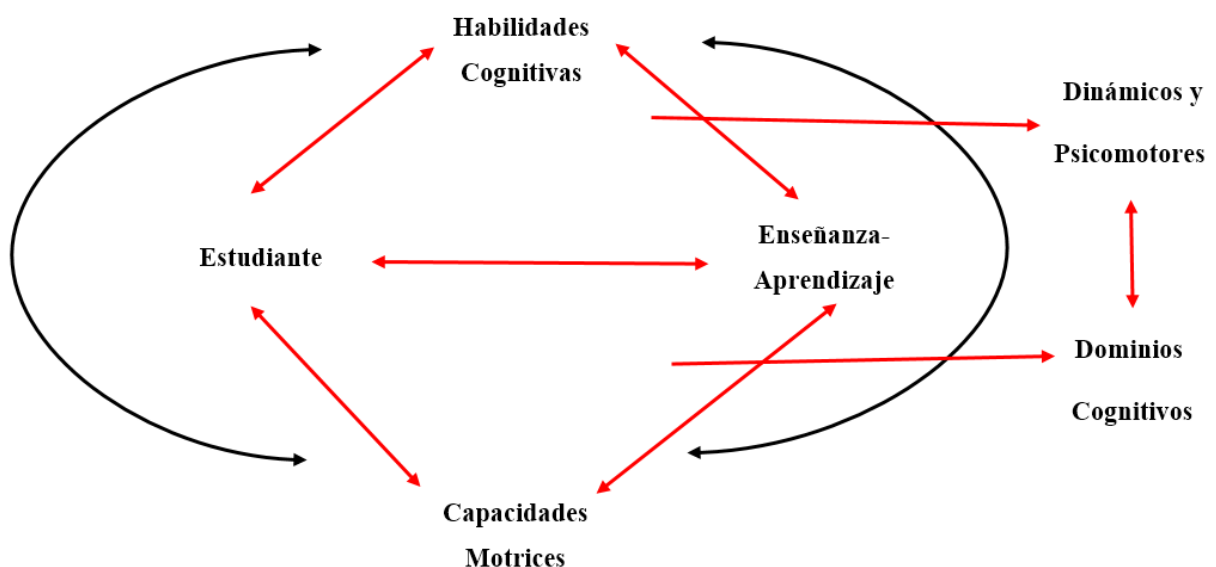 Habilidades
Cognitivas
Dinámicos y
Psicomotores
Estudiante
Enseñanza-
Aprendizaje
Dominios
Cognitivos
Capacidades
Motrices